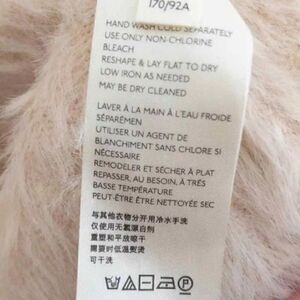 170/92A
HAND WASH COLD SEPARATELY
USE ONLY NON-CHLORINE
BLEACH
RESHAPE & LAY FLAT TO DRY
LOW IRON AS NEEDED
MAY BE DRY CLEANED
LAVER À LA MAIN À L'EAU FROIDE
SÉPARÉMEN
UTILISER UN AGENT DE
BLANCHIMENT SANS CHLORE SI
NÉCESSAIRE
REMODELER ET SÉCHER À PLAT
REPASSER, AU BESOIN, À TRÈS
BASSE TEMPÉRATURE
PEUT-ÊTRE ÊTRE NETTOYÉE SEC
与其他衣物分开用冷水手洗
仅使用无氯漂白剂
重塑和平放晾干
需要时低温熨烫
可干洗